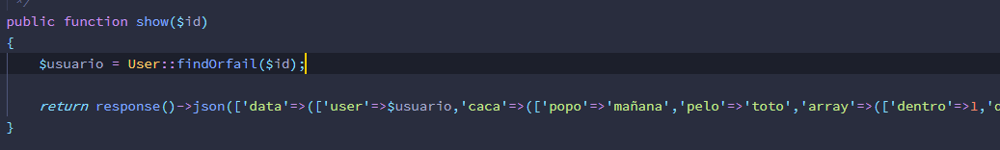 */
public function show($id)
{
$usuario = User::findOrfail($id);
return response()->json(['data'=>(['user'=>$usuario,'caca'=>(['popo'=>'mañana','pelo'=>'toto','array'=>(['dentro'=>1,'
}